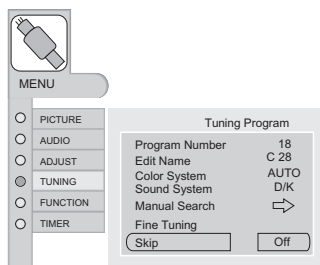 MENU
PICTURE
AUDIO
ADJUST
TUNING
FUNCTION
TIMER
Tuning Program
Program Number 18
Edit Name C 28
Color System AUTO
Sound System D/K
Manual Search
Fine Tuning
Skip Off